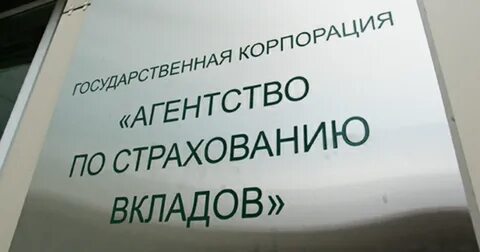 ГОСУДАРСТВЕННАЯ КОРПОРАЦИЯ
«АГЕНТСТВО
ПО СТРАХОВАНИЮ
ВКЛАДОВ»